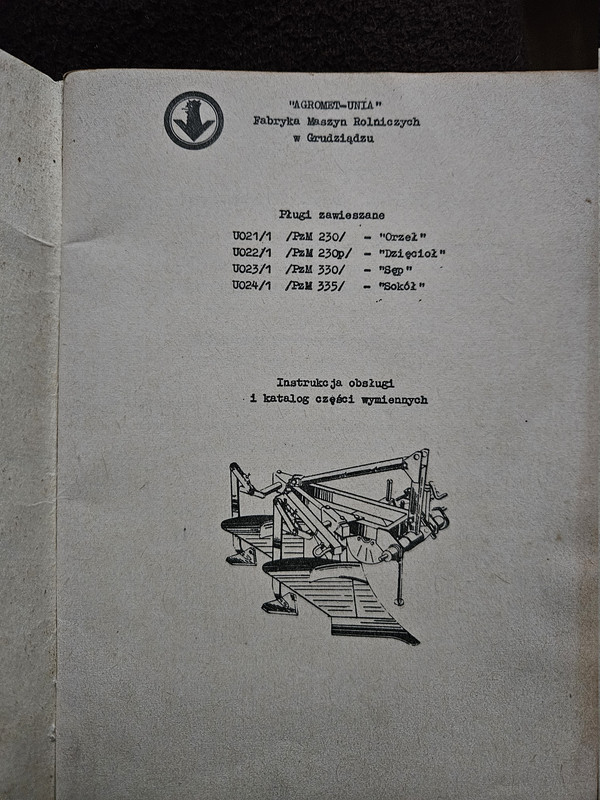 "AGROMET-UNIA"
Fabryka Maszyn Rolniczych
w Grudziądzu
Pługi zawieszane
U021/1 /PzM 230/ - "Orzeł"
U022/1 /PzM 230p/ - "Dzięcioł"
U023/1 /PzM 330/ - "Sęp"
U024/1 /PzM 335/ - "Sokół"
Instrukcja obsługi
i katalog części wymiennych